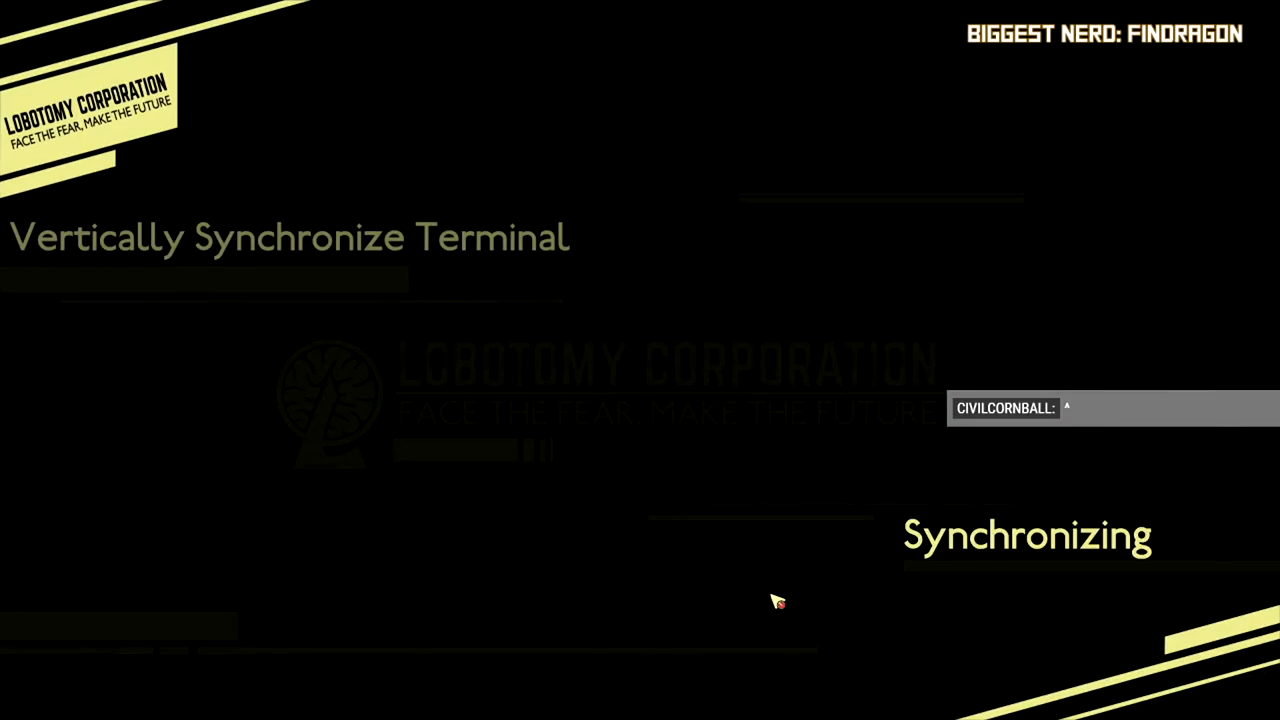 BIGGEST NERD: FINDRAGON
LOBOTOMY CORPORATION
FACE THE FEAR, MAKE THE FUTURE
Vertically Synchronize Terminal
LOBOTOMY CORPORATION
FACE THE FEAR, MAKE THE FUTURE
CIVILCORNBALL: ^
Synchronizing